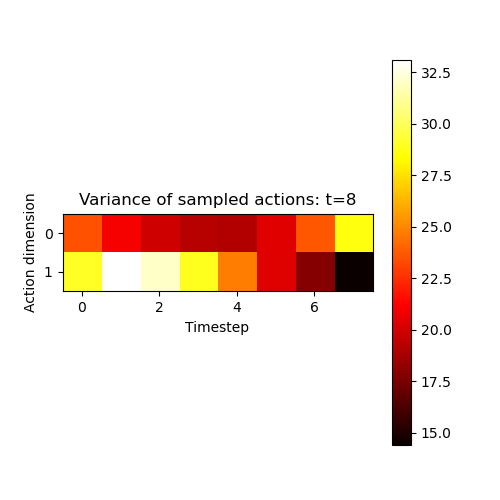 Variance of sampled actions: t=8
Action dimension
0
1
0 2 4 6
Timestep
32.5
30.0
27.5
25.0
22.5
20.0
17.5
15.0